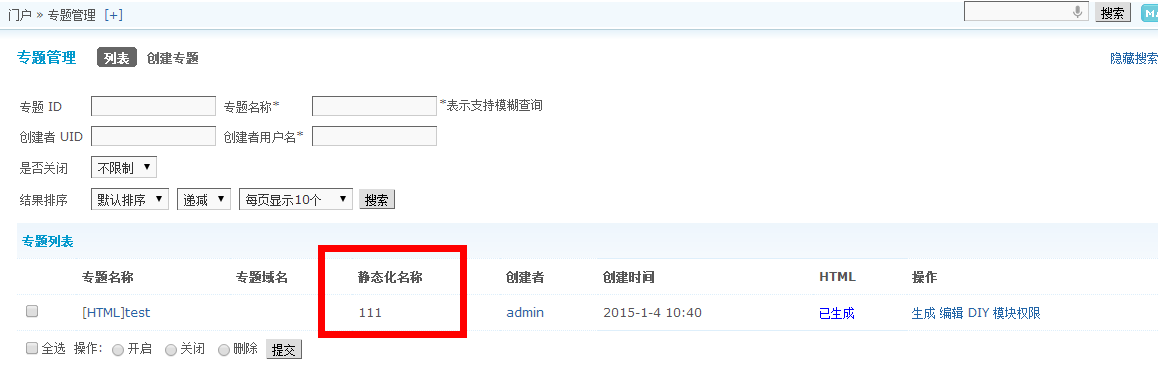 门户 » 专题管理 [+] 搜索
专题管理 列表 创建专题 隐藏搜索
专题 ID 专题名称* *表示支持模糊查询
创建者 UID 创建者用户名*
是否关闭 不限制
结果排序 默认排序 递减 每页显示10个 搜索
专题列表
专题名称 专题域名 静态化名称 创建者 创建时间 HTML 操作
[HTML]test 111 admin 2015-1-4 10:40 已生成 生成 编辑 DIY 模块权限
全选 操作: 开启 关闭 删除 提交